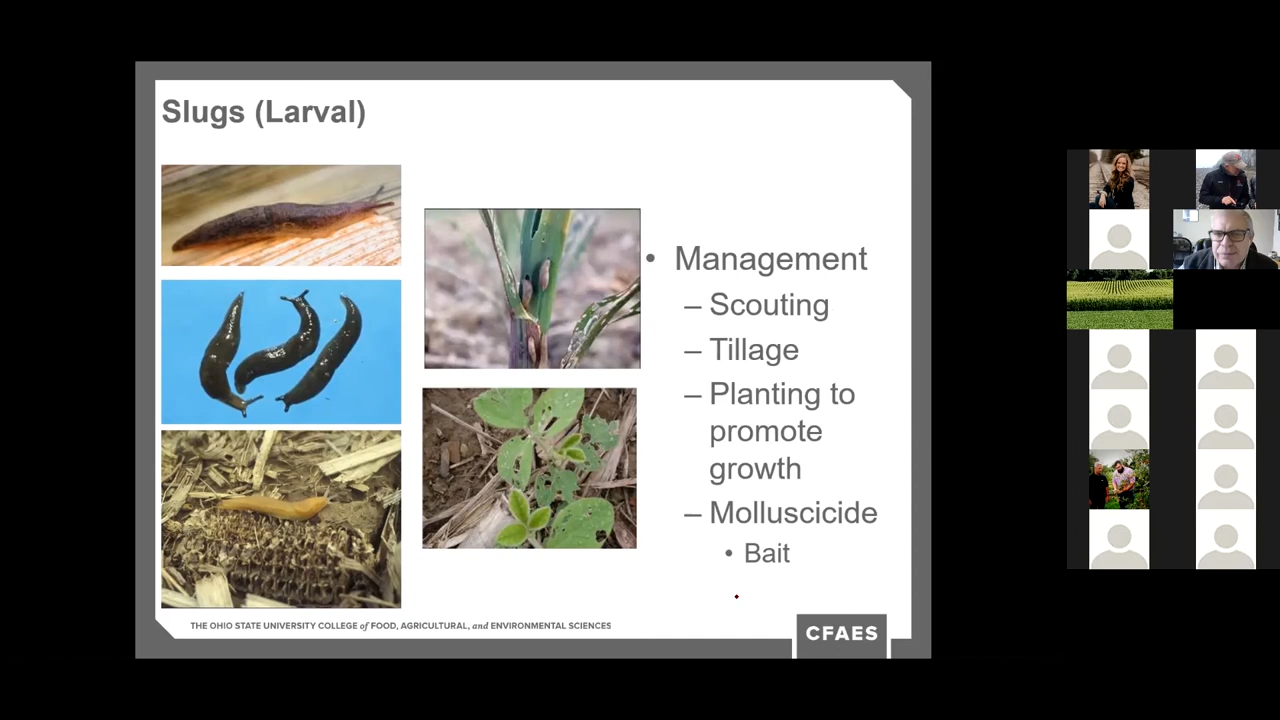 Slugs (Larval)
• Management
– Scouting
– Tillage
– Planting to
promote
growth
– Molluscicide
• Bait
THE OHIO STATE UNIVERSITY COLLEGE of FOOD, AGRICULTURAL, and ENVIRONMENTAL SCIENCES
CFAES